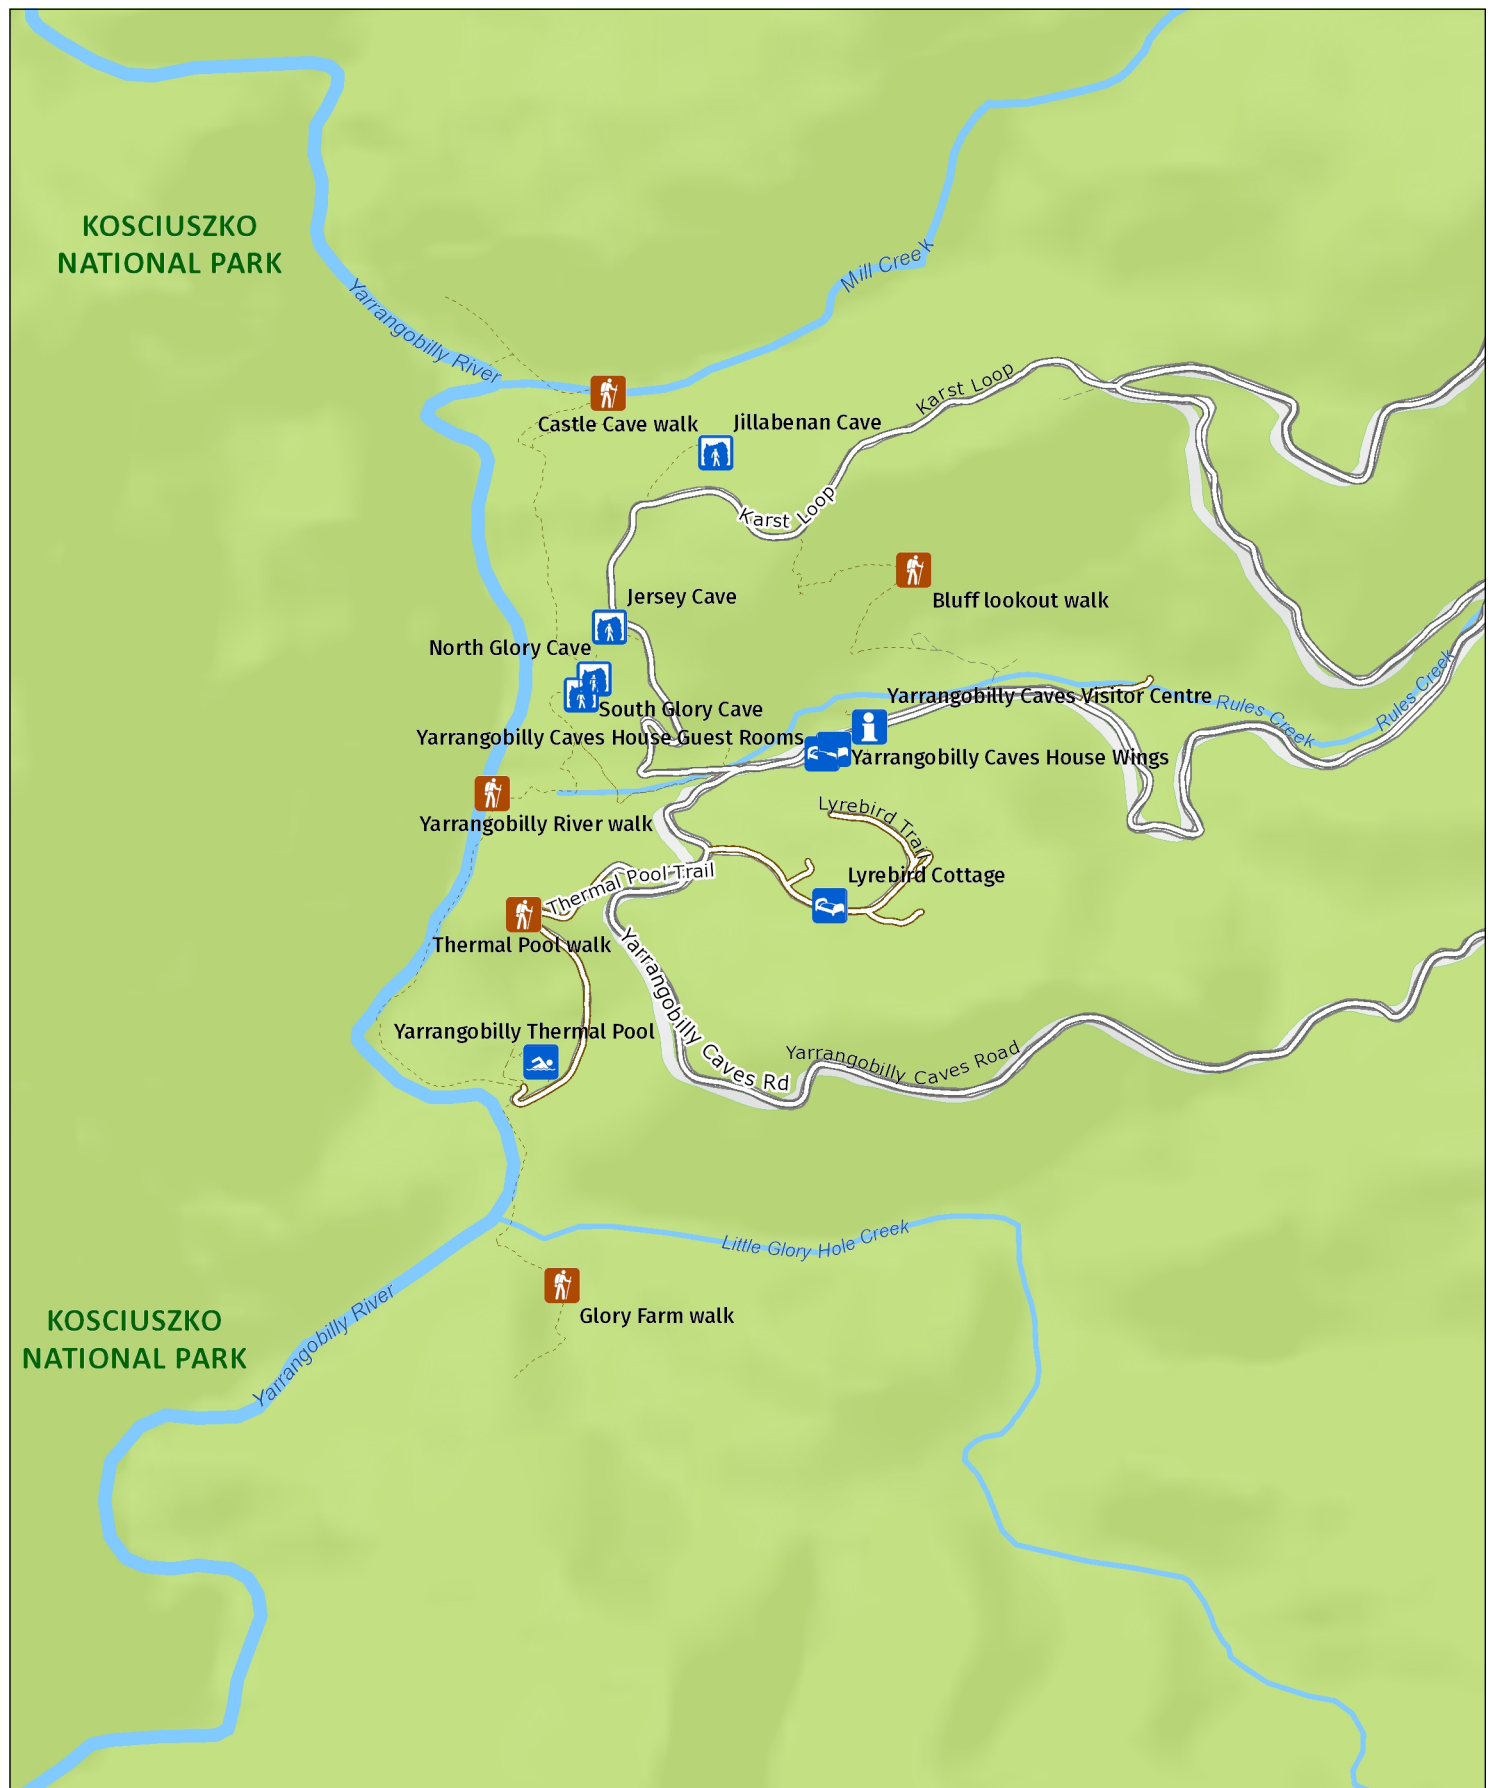 KOSCIUSZKO
NATIONAL PARK
Mill Creek
Yarrangobilly River
Karst Loop
Castle Cave walk
Jillabenan Cave
Karst Loop
Jersey Cave
Bluff lookout walk
North Glory Cave
Rules Creek
Yarrangobilly Caves Visitor Centre
South Glory Cave
Rules Creek
Yarrangobilly Caves House Guest Rooms
Yarrangobilly Caves House Wings
Lyrebird Trail
Yarrangobilly River walk
Lyrebird Cottage
Thermal Pool Trail
Thermal Pool walk
Yarrangobilly Caves Rd
Yarrangobilly Thermal Pool
Yarrangobilly Caves Road
Little Glory Hole Creek
Glory Farm walk
KOSCIUSZKO
NATIONAL PARK
Yarrangobilly River